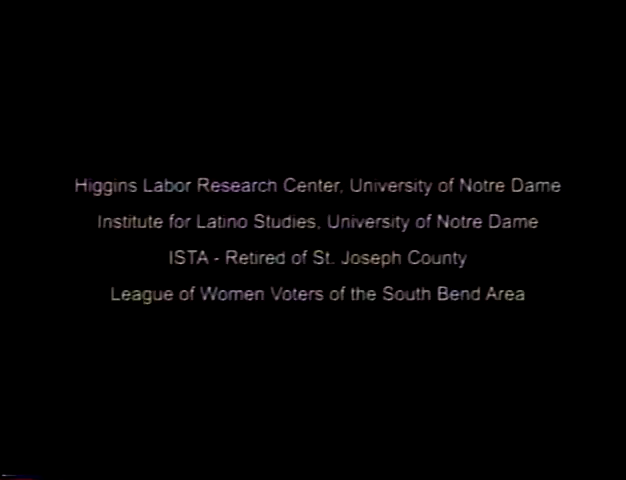 Higgins Labor Research Center, University of Notre Dame
Institute for Latino Studies, University of Notre Dame
ISTA - Retired of St. Joseph County
League of Women Voters of the South Bend Area